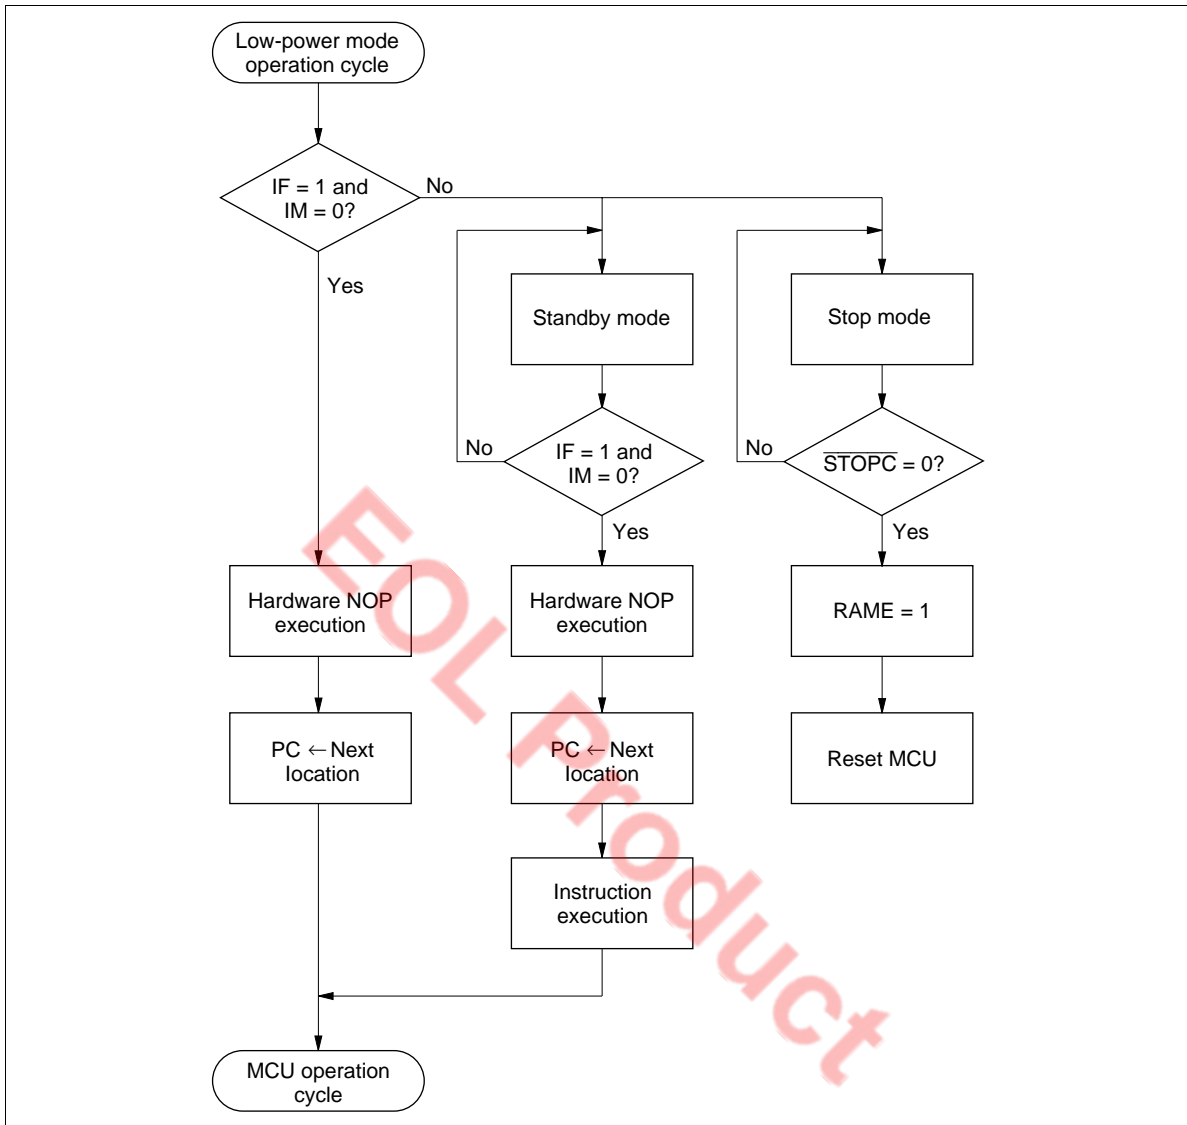 Low-power mode
operation cycle
IF = 1 and
IM = 0?
No
Yes
Standby mode
Stop mode
No
IF = 1 and
IM = 0?
Yes
No
S̅T̅O̅P̅C̅ = 0?
Yes
Hardware NOP
execution
Hardware NOP
execution
RAME = 1
PC ← Next
location
PC ← Next
location
Reset MCU
Instruction
execution
MCU operation
cycle
EOL Product